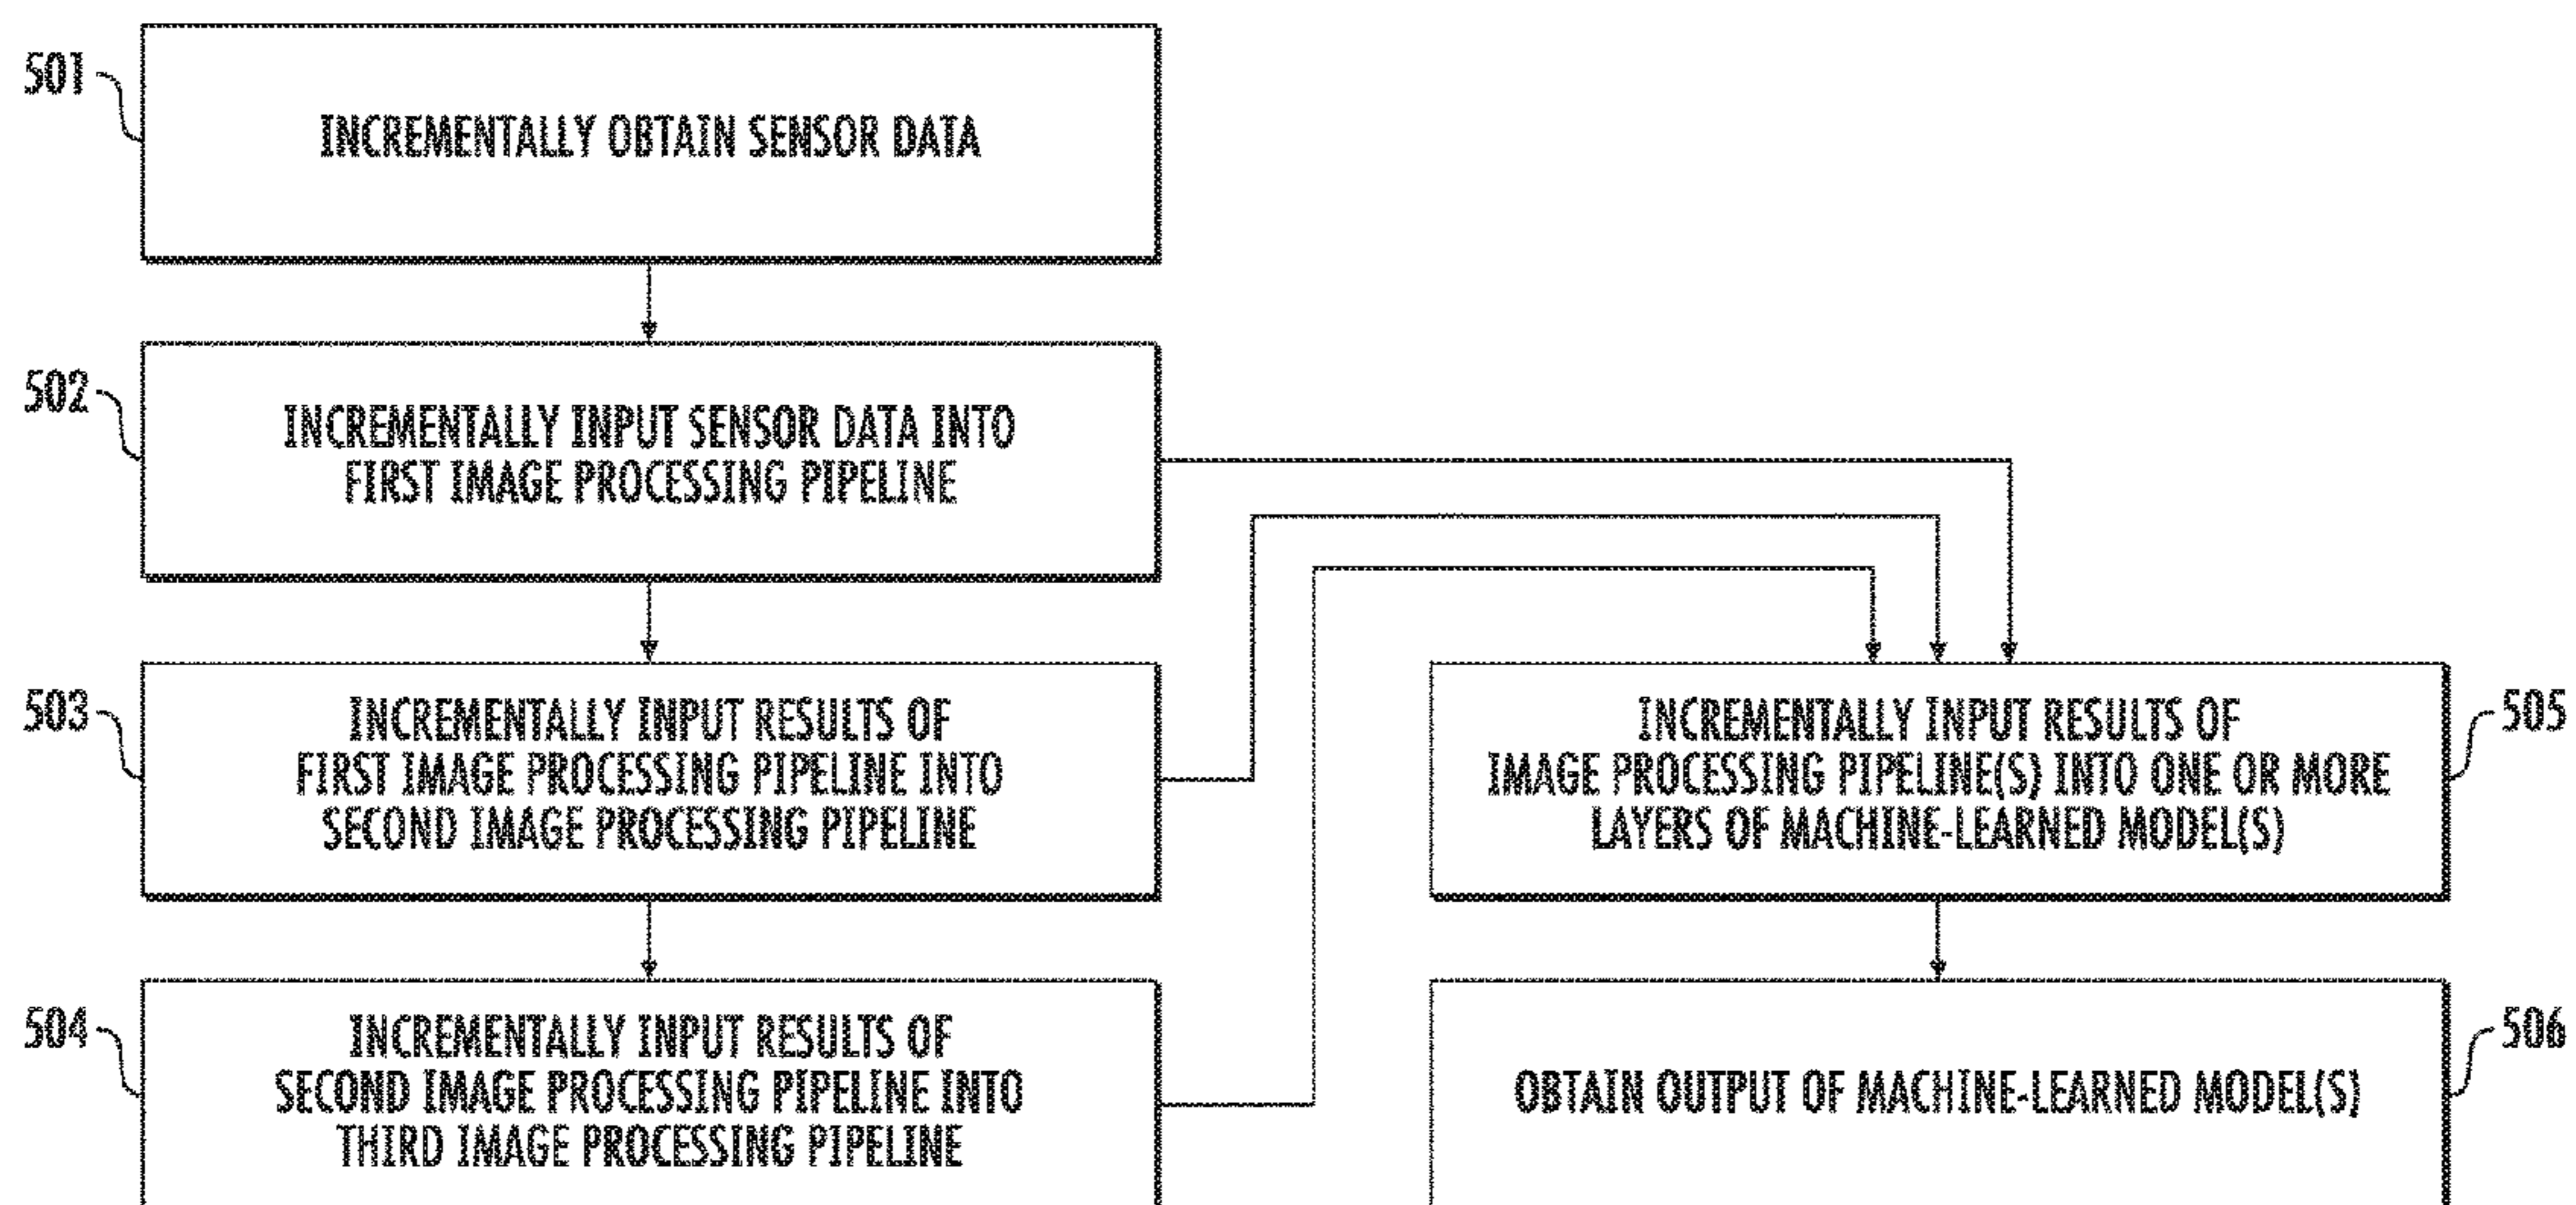 501
INCREMENTALLY OBTAIN SENSOR DATA
502
INCREMENTALLY INPUT SENSOR DATA INTO
FIRST IMAGE PROCESSING PIPELINE
503
INCREMENTALLY INPUT RESULTS OF
FIRST IMAGE PROCESSING PIPELINE INTO
SECOND IMAGE PROCESSING PIPELINE
504
INCREMENTALLY INPUT RESULTS OF
SECOND IMAGE PROCESSING PIPELINE INTO
THIRD IMAGE PROCESSING PIPELINE
505
INCREMENTALLY INPUT RESULTS OF
IMAGE PROCESSING PIPELINE(S) INTO ONE OR MORE
LAYERS OF MACHINE-LEARNED MODEL(S)
506
OBTAIN OUTPUT OF MACHINE-LEARNED MODEL(S)